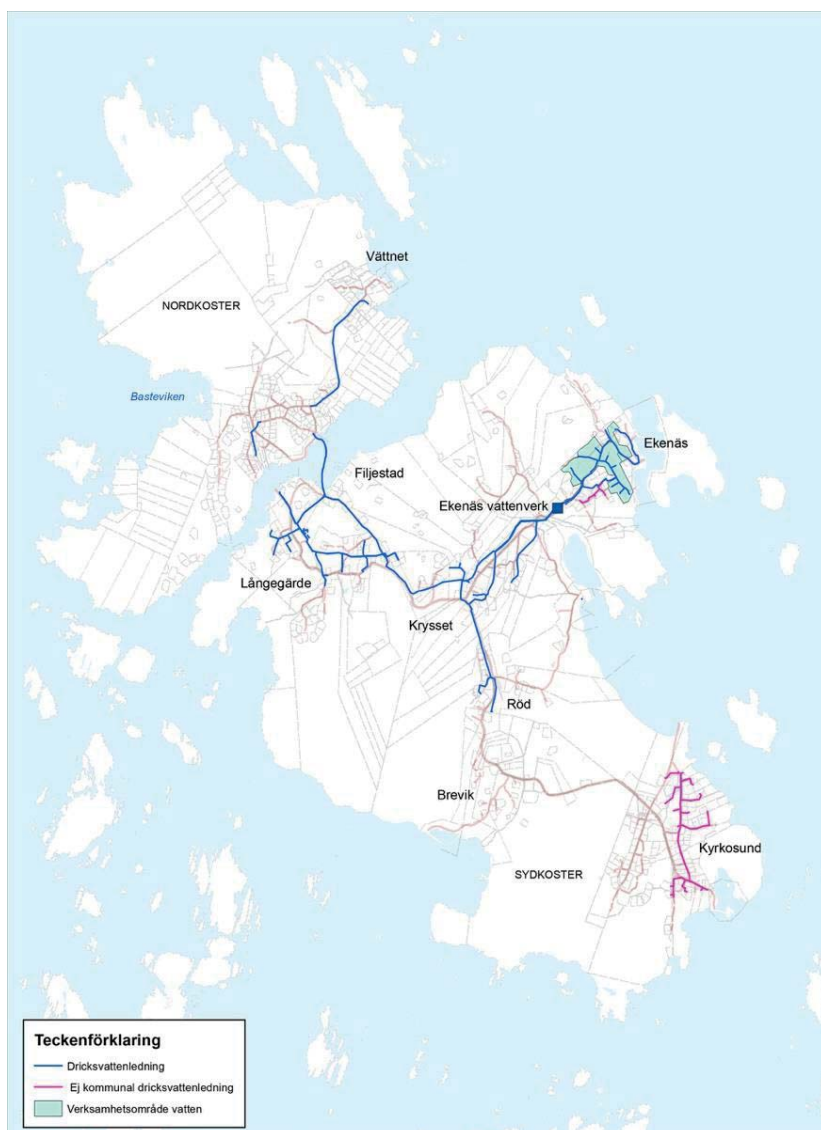 Vättnet
NORDKOSTER
Basteviken
Ekenäs
Filjestad
Ekenäs vattenverk
Långegärde
Krysset
Röd
Brevik
Kyrkosund
SYDKOSTER
Teckenförklaring
Dricksvattenledning
Ej kommunal dricksvattenledning
Verksamhetsområde vatten